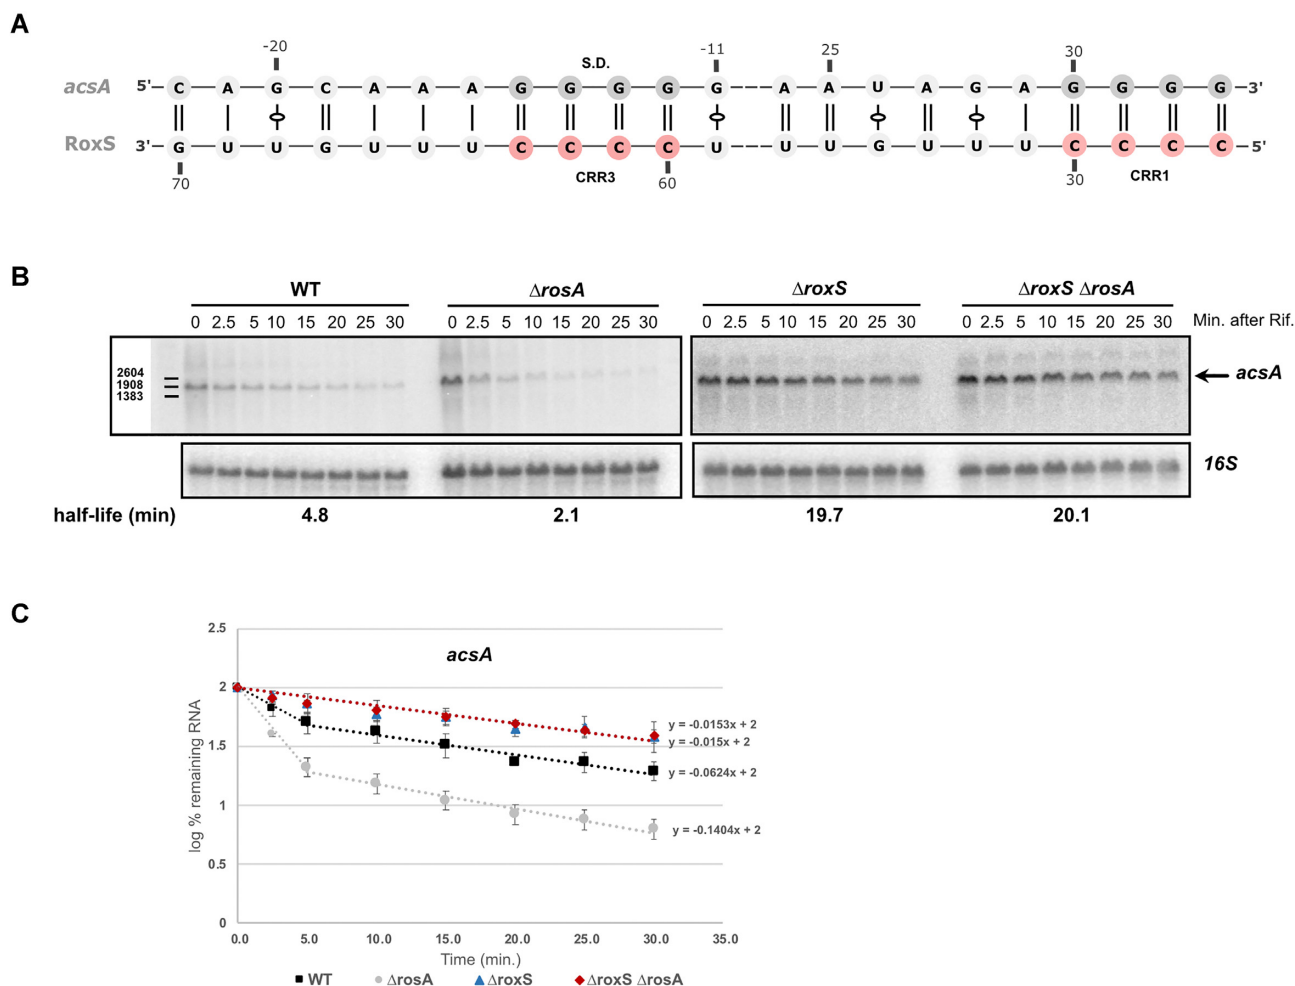 A
-20 S.D. -11 25 30
acsA 5' C A G C A A A G G G G G A A U A G A G G G G 3'
RoxS 3' G U U G U U U C C C C U U U G U U U C C C C 5'
70 CRR3 60 30 CRR1
B
WT ΔrosA ΔroxS ΔroxS ΔrosA
0 2.5 5 10 15 20 25 30 0 2.5 5 10 15 20 25 30 0 2.5 5 10 15 20 25 30 0 2.5 5 10 15 20 25 30 Min. after Rif.
2604
1908
1383
acsA
16S
half-life (min) 4.8 2.1 19.7 20.1
C
acsA
2.5
2
1.5
1
0.5
0
log % remaining RNA
y = -0.0153x + 2
y = -0.015x + 2
y = -0.0624x + 2
y = -0.1404x + 2
0.0 5.0 10.0 15.0 20.0 25.0 30.0 35.0
Time (min.)
WT ΔrosA ΔroxS ΔroxS ΔrosA